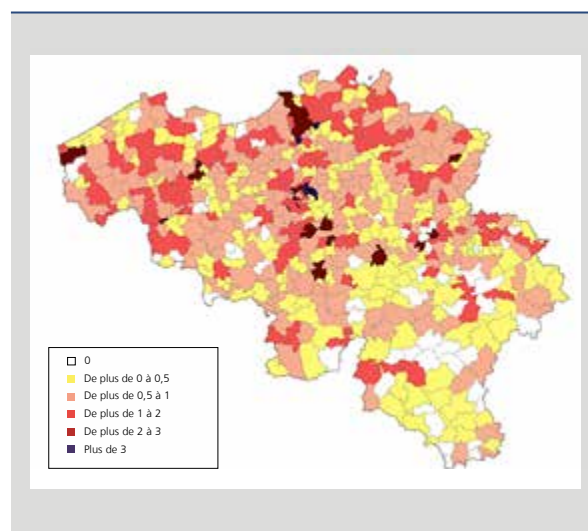 0
De plus de 0 à 0,5
De plus de 0,5 à 1
De plus de 1 à 2
De plus de 2 à 3
Plus de 3